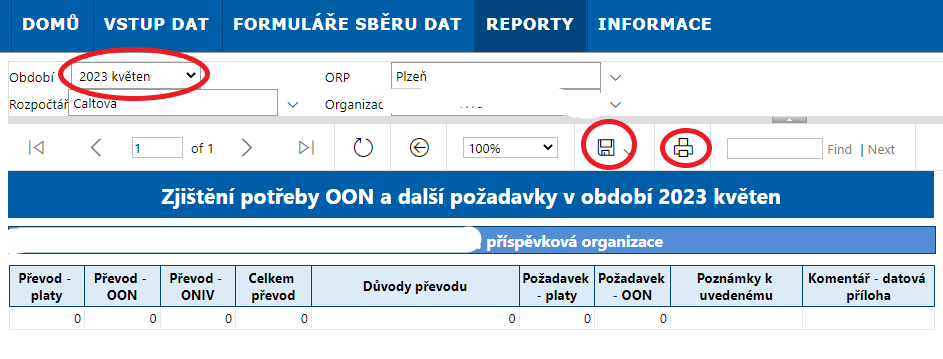 DOMŮ VSTUP DAT FORMULÁŘE SBĚRU DAT REPORTY INFORMACE
Období 2023 květen ORP Plzeň
Rozpočtář Caltova Organizac
1 of 1 100% Find | Next
Zjištění potřeby OON a další požadavky v období 2023 květen
příspěvková organizace
Převod - platy Převod - OON Převod - ONIV Celkem převod Důvody převodu Požadavek - platy Požadavek - OON Poznámky k uvedenému Komentář - datová příloha
0 0 0 0 0 0 0